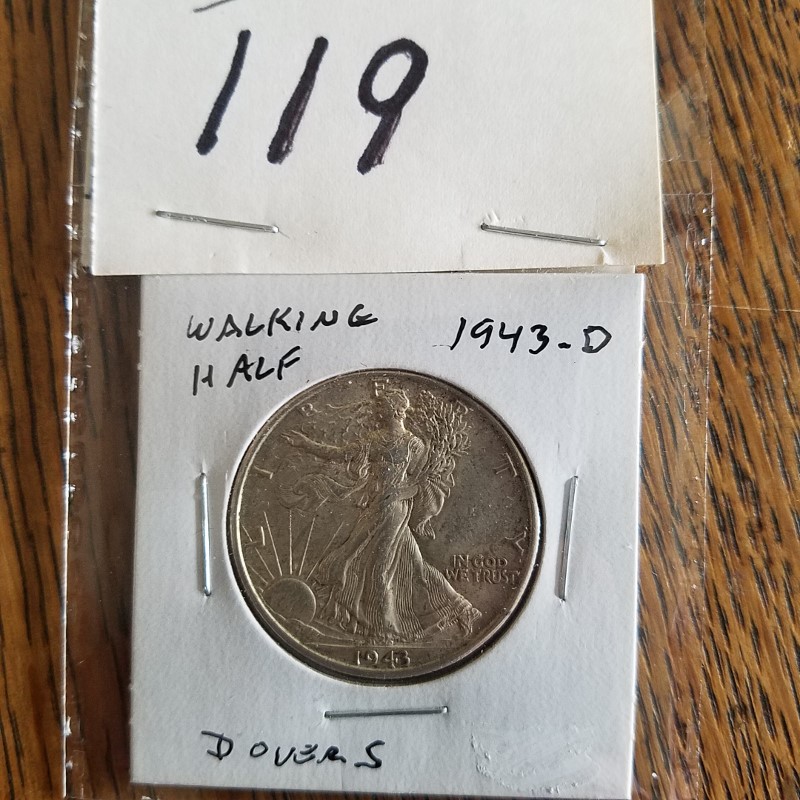 119
WALKING 1943-D
HALF
LIBERTY
IN GOD
WE TRUST
1943
D OVER S